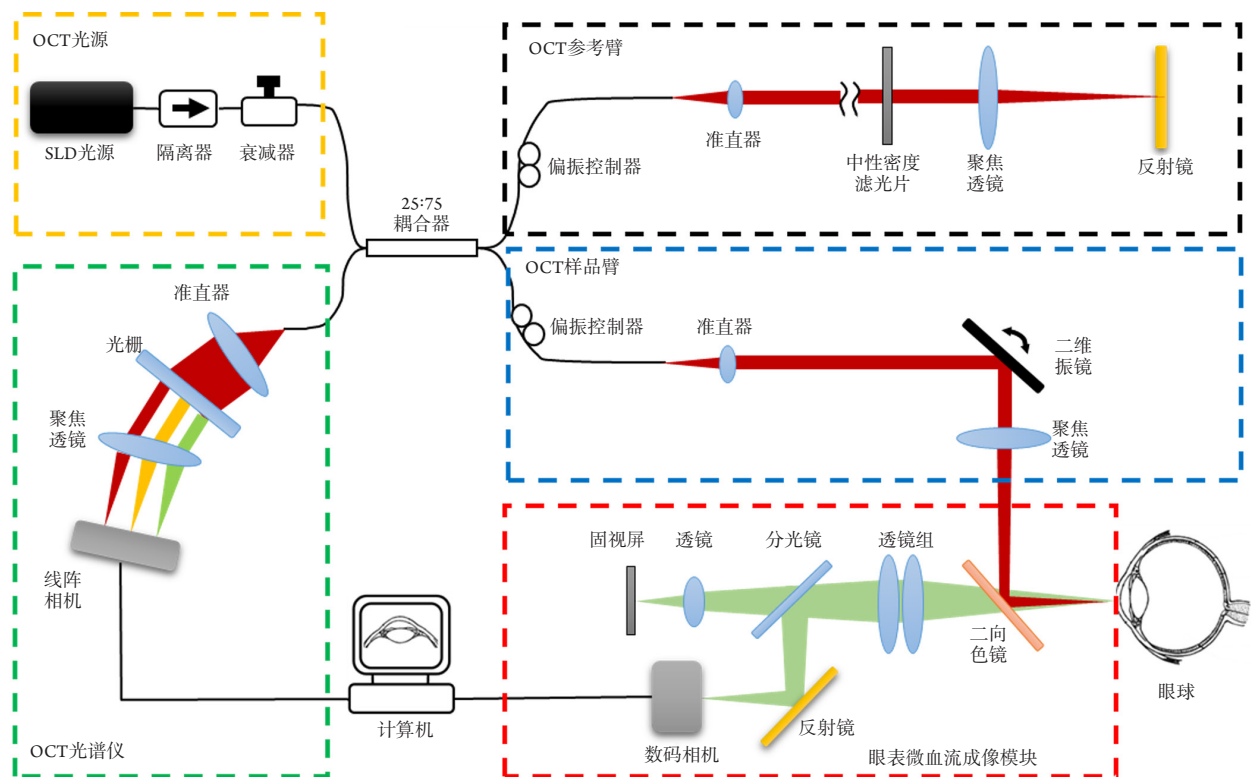 OCT光源
SLD光源
隔离器
衰减器
OCT参考臂
准直器
偏振控制器
中性密度
滤光片
聚焦
透镜
反射镜
25:75
耦合器
OCT样品臂
偏振控制器
准直器
二维
振镜
聚焦
透镜
准直器
光栅
聚焦
透镜
线阵
相机
OCT光谱仪
计算机
固视屏
透镜
分光镜
透镜组
二向
色镜
数码相机
反射镜
眼表微血流成像模块
眼球